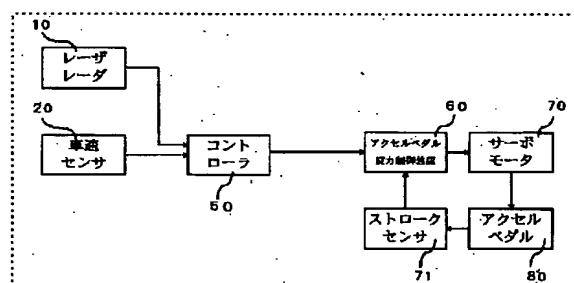 10
レーザ
レーダ
20
車速
センサ
コント
ローラ
50
60
アクセルペダル
反力制御装置
70
サーボ
モータ
ストローク
センサ
71
アクセル
ペダル
80